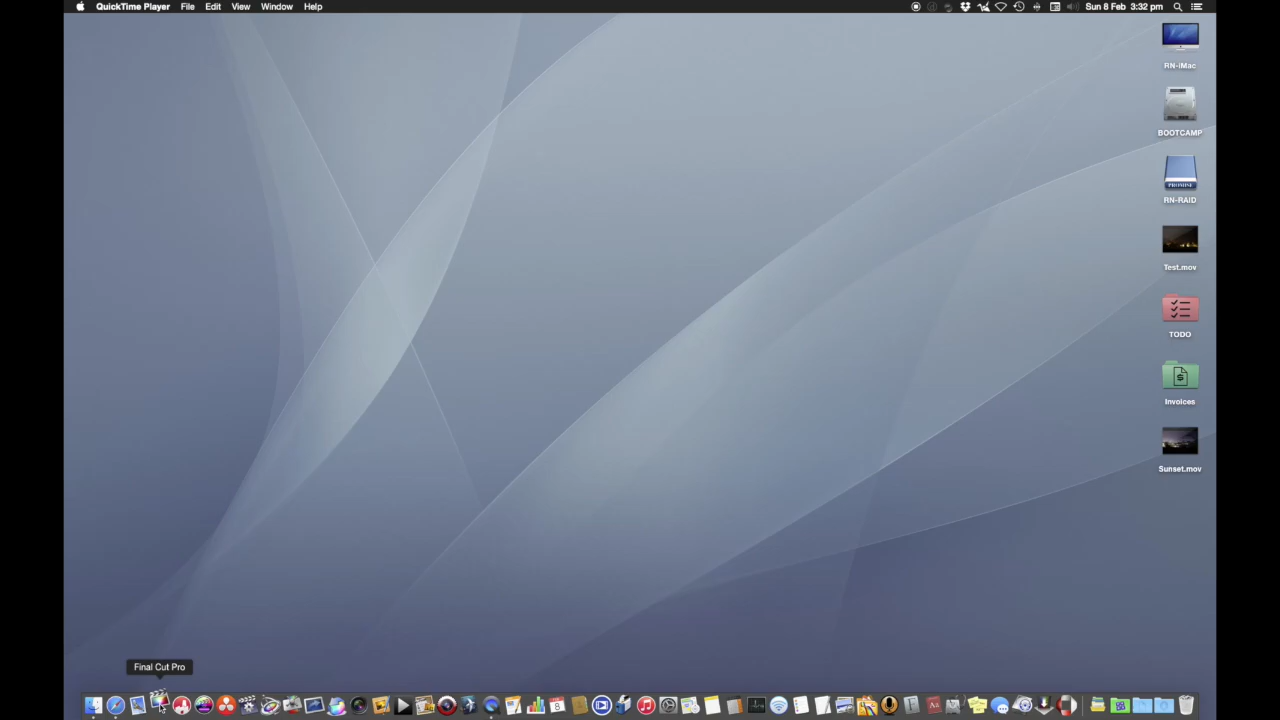 QuickTime Player File Edit View Window Help Sun 8 Feb 3:32 pm
RN-iMac
BOOTCAMP
PROMISE
RN-RAID
Test.mov
TODO
Invoices
Sunset.mov
Final Cut Pro